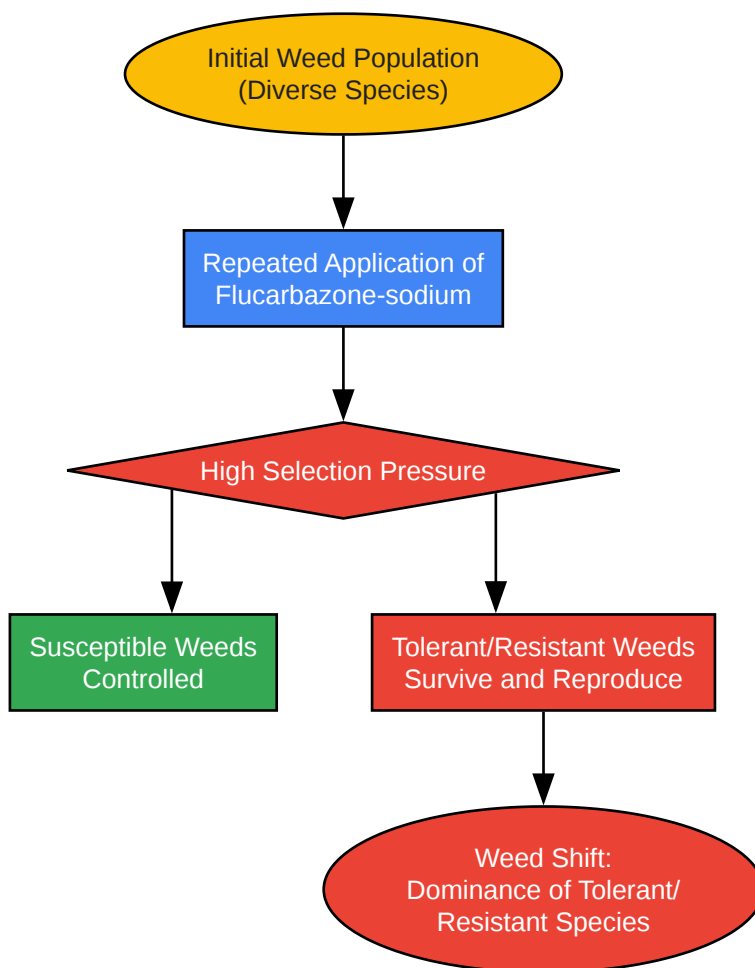 Initial Weed Population
(Diverse Species)
Repeated Application of
Flucarbazone-sodium
High Selection Pressure
Susceptible Weeds
Controlled
Tolerant/Resistant Weeds
Survive and Reproduce
Weed Shift:
Dominance of Tolerant/
Resistant Species